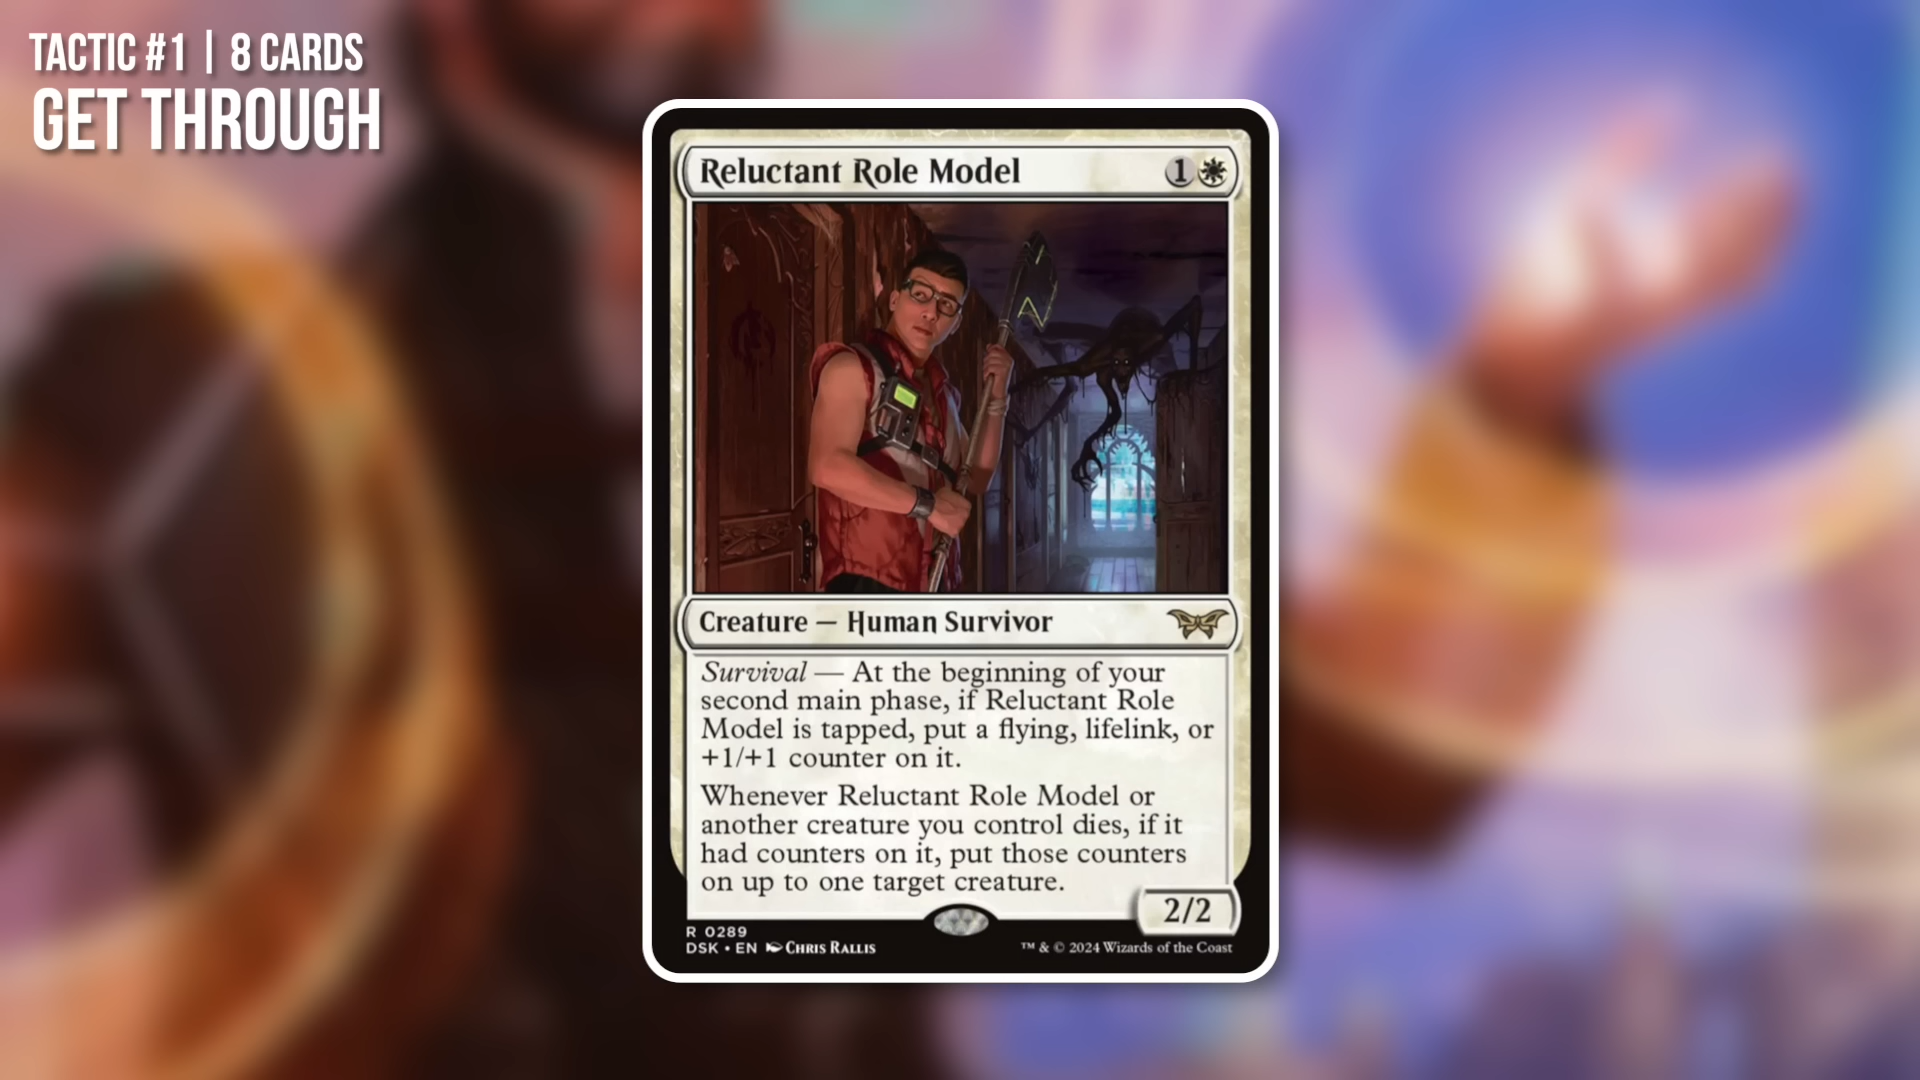 TACTIC #1 | 8 CARDS
GET THROUGH
Reluctant Role Model 1
Creature — Human Survivor
Survival — At the beginning of your
second main phase, if Reluctant Role
Model is tapped, put a flying, lifelink, or
+1/+1 counter on it.
Whenever Reluctant Role Model or
another creature you control dies, if it
had counters on it, put those counters
on up to one target creature.
2/2
R 0289
DSK • EN CHRIS RALLIS
™ & © 2024 Wizards of the Coast